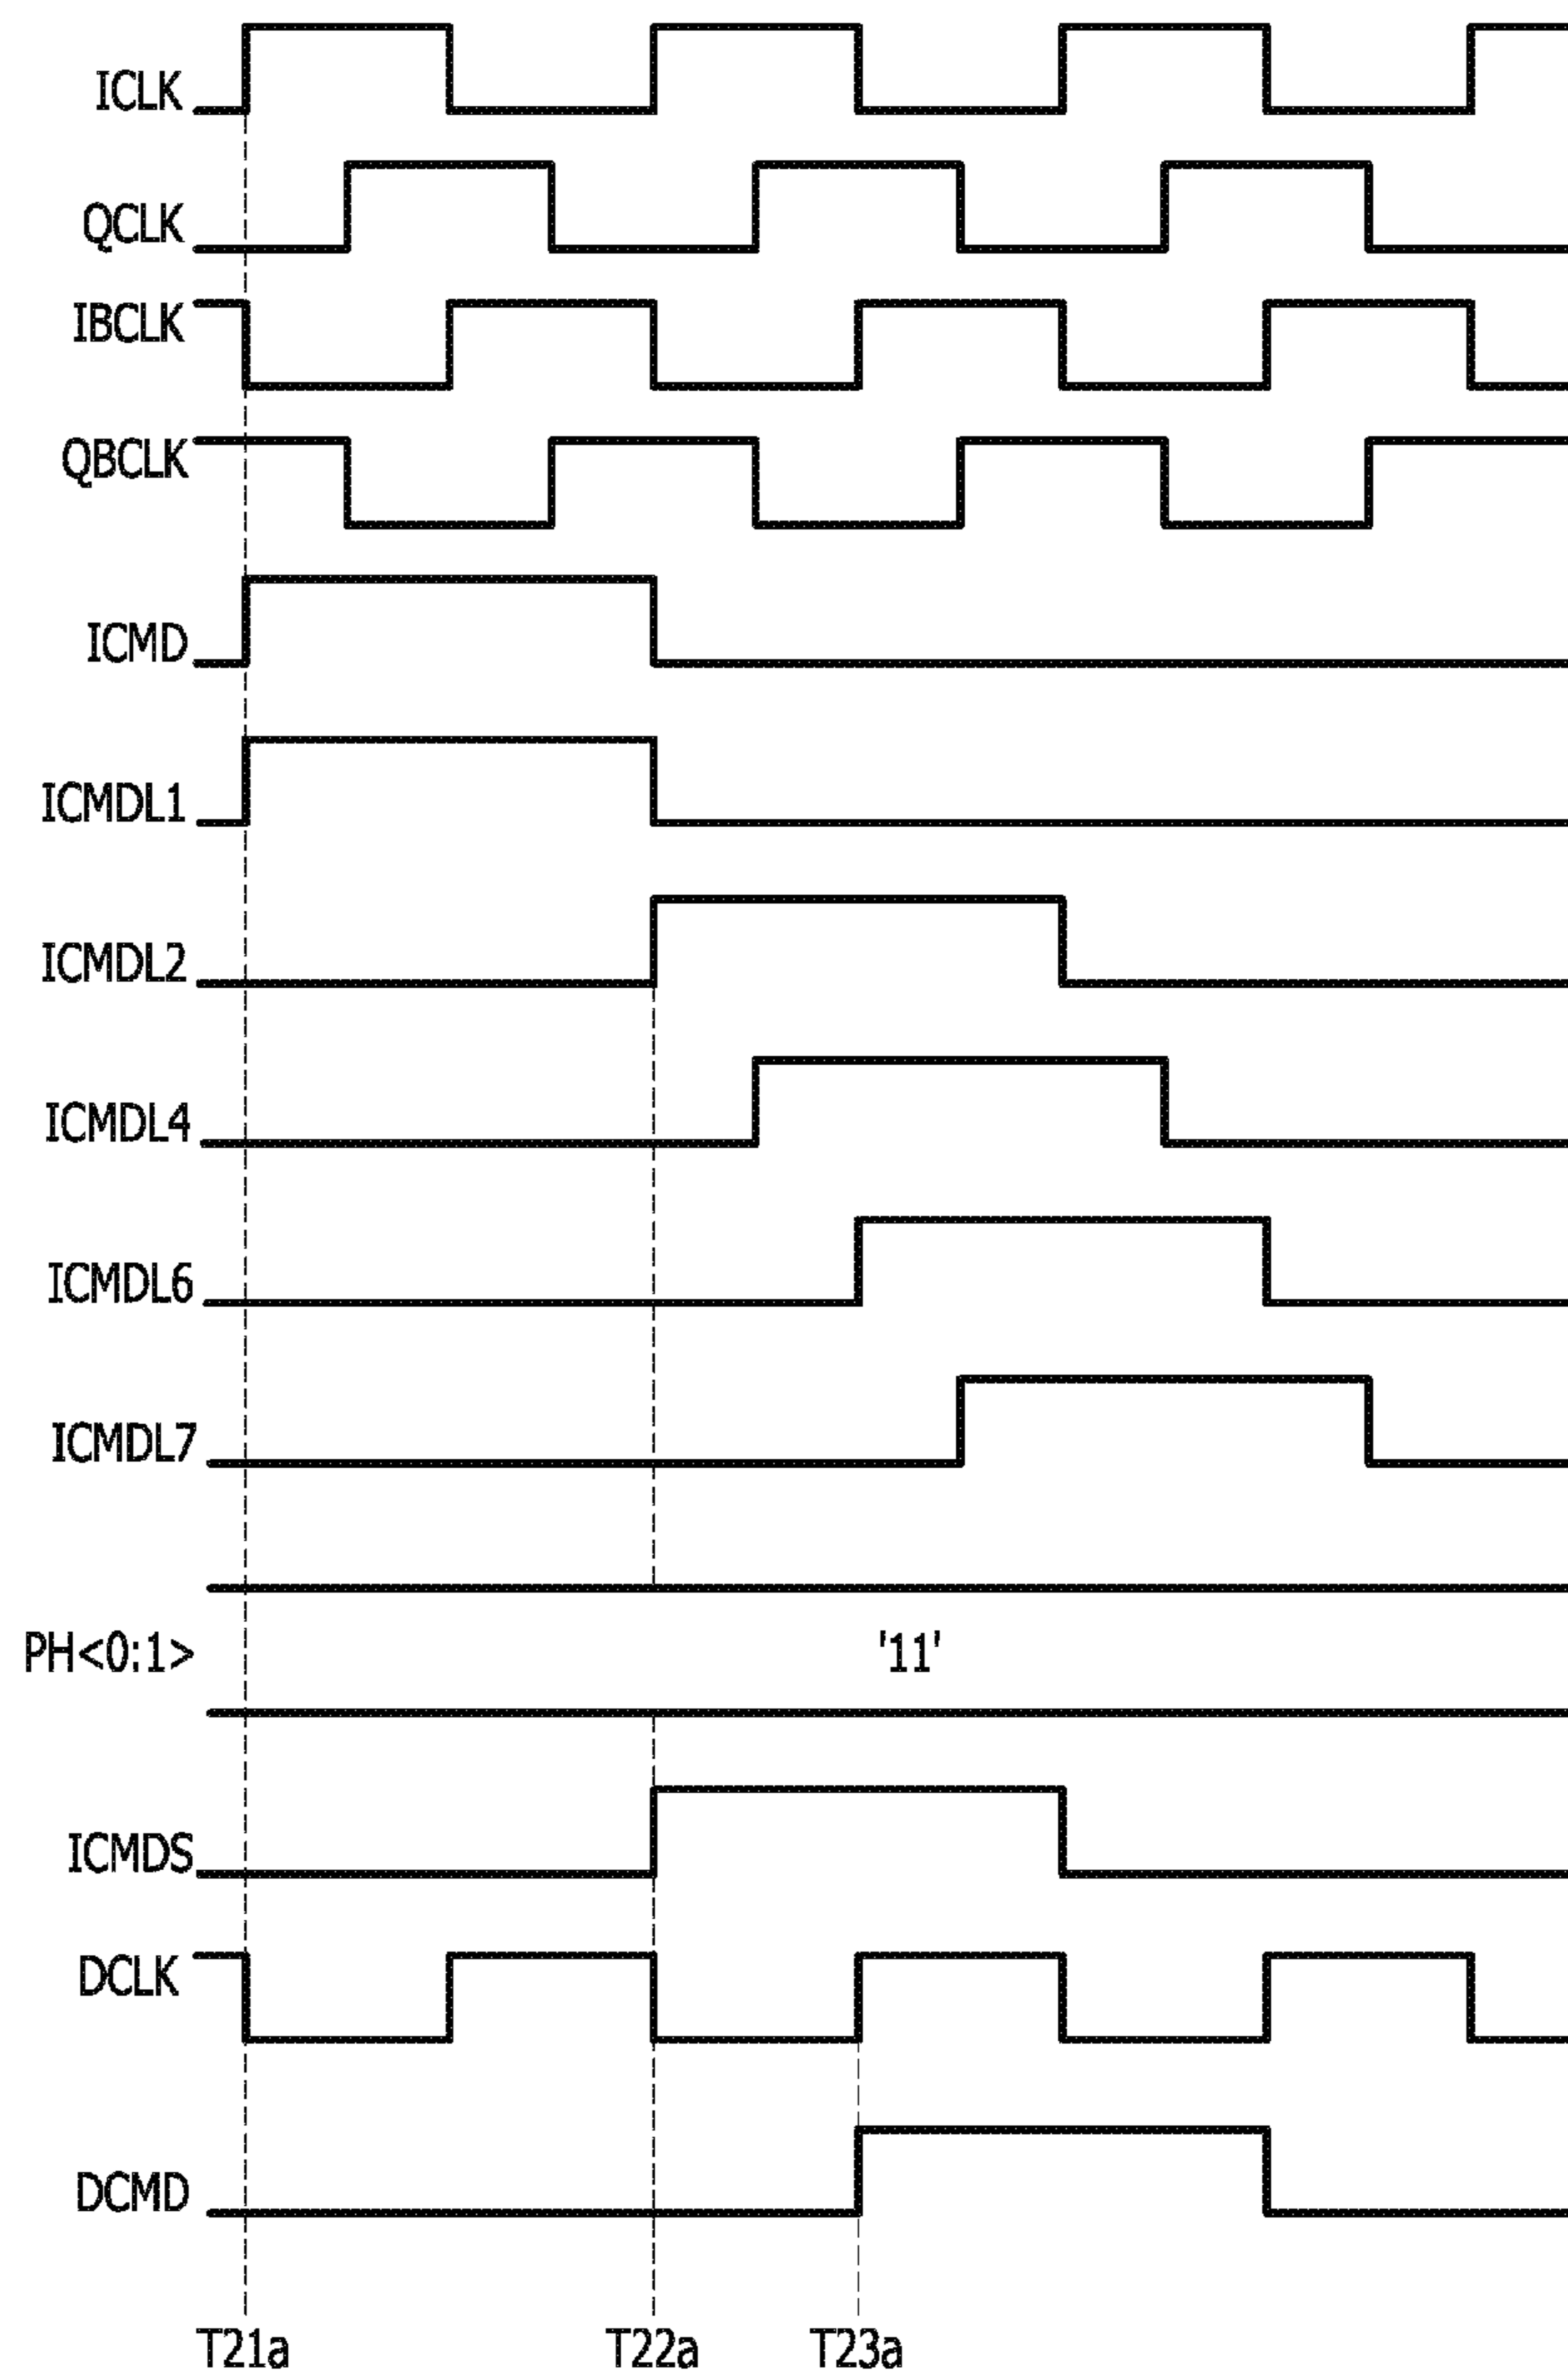 ICLK
QCLK
IBCLK
QBCLK
ICMD
ICMDL1
ICMDL2
ICMDL4
ICMDL6
ICMDL7
PH<0:1> '11'
ICMDS
DCLK
DCMD
T21a T22a T23a